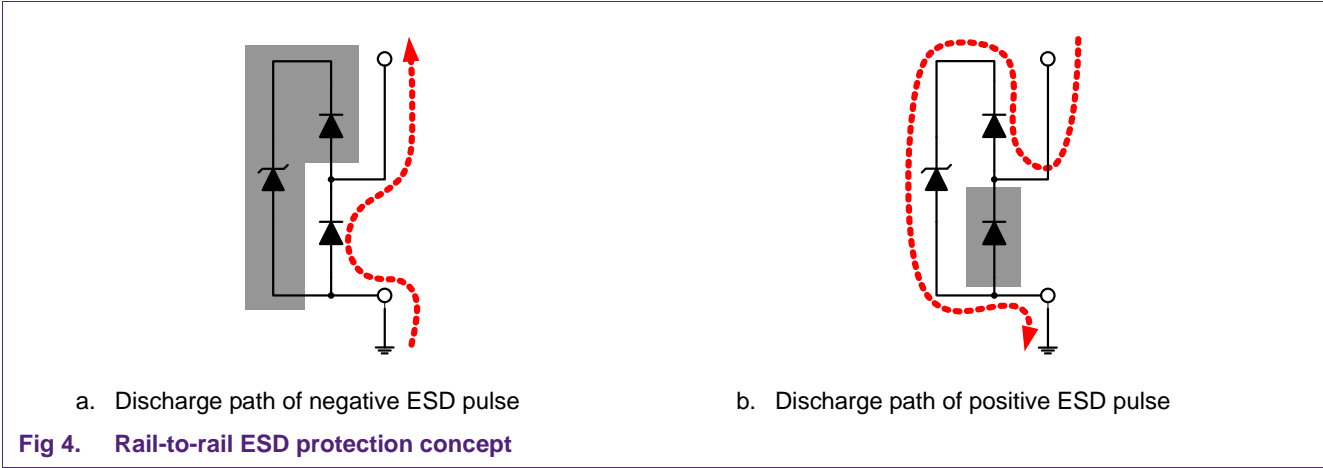 a. Discharge path of negative ESD pulse
b. Discharge path of positive ESD pulse
Fig 4. Rail-to-rail ESD protection concept